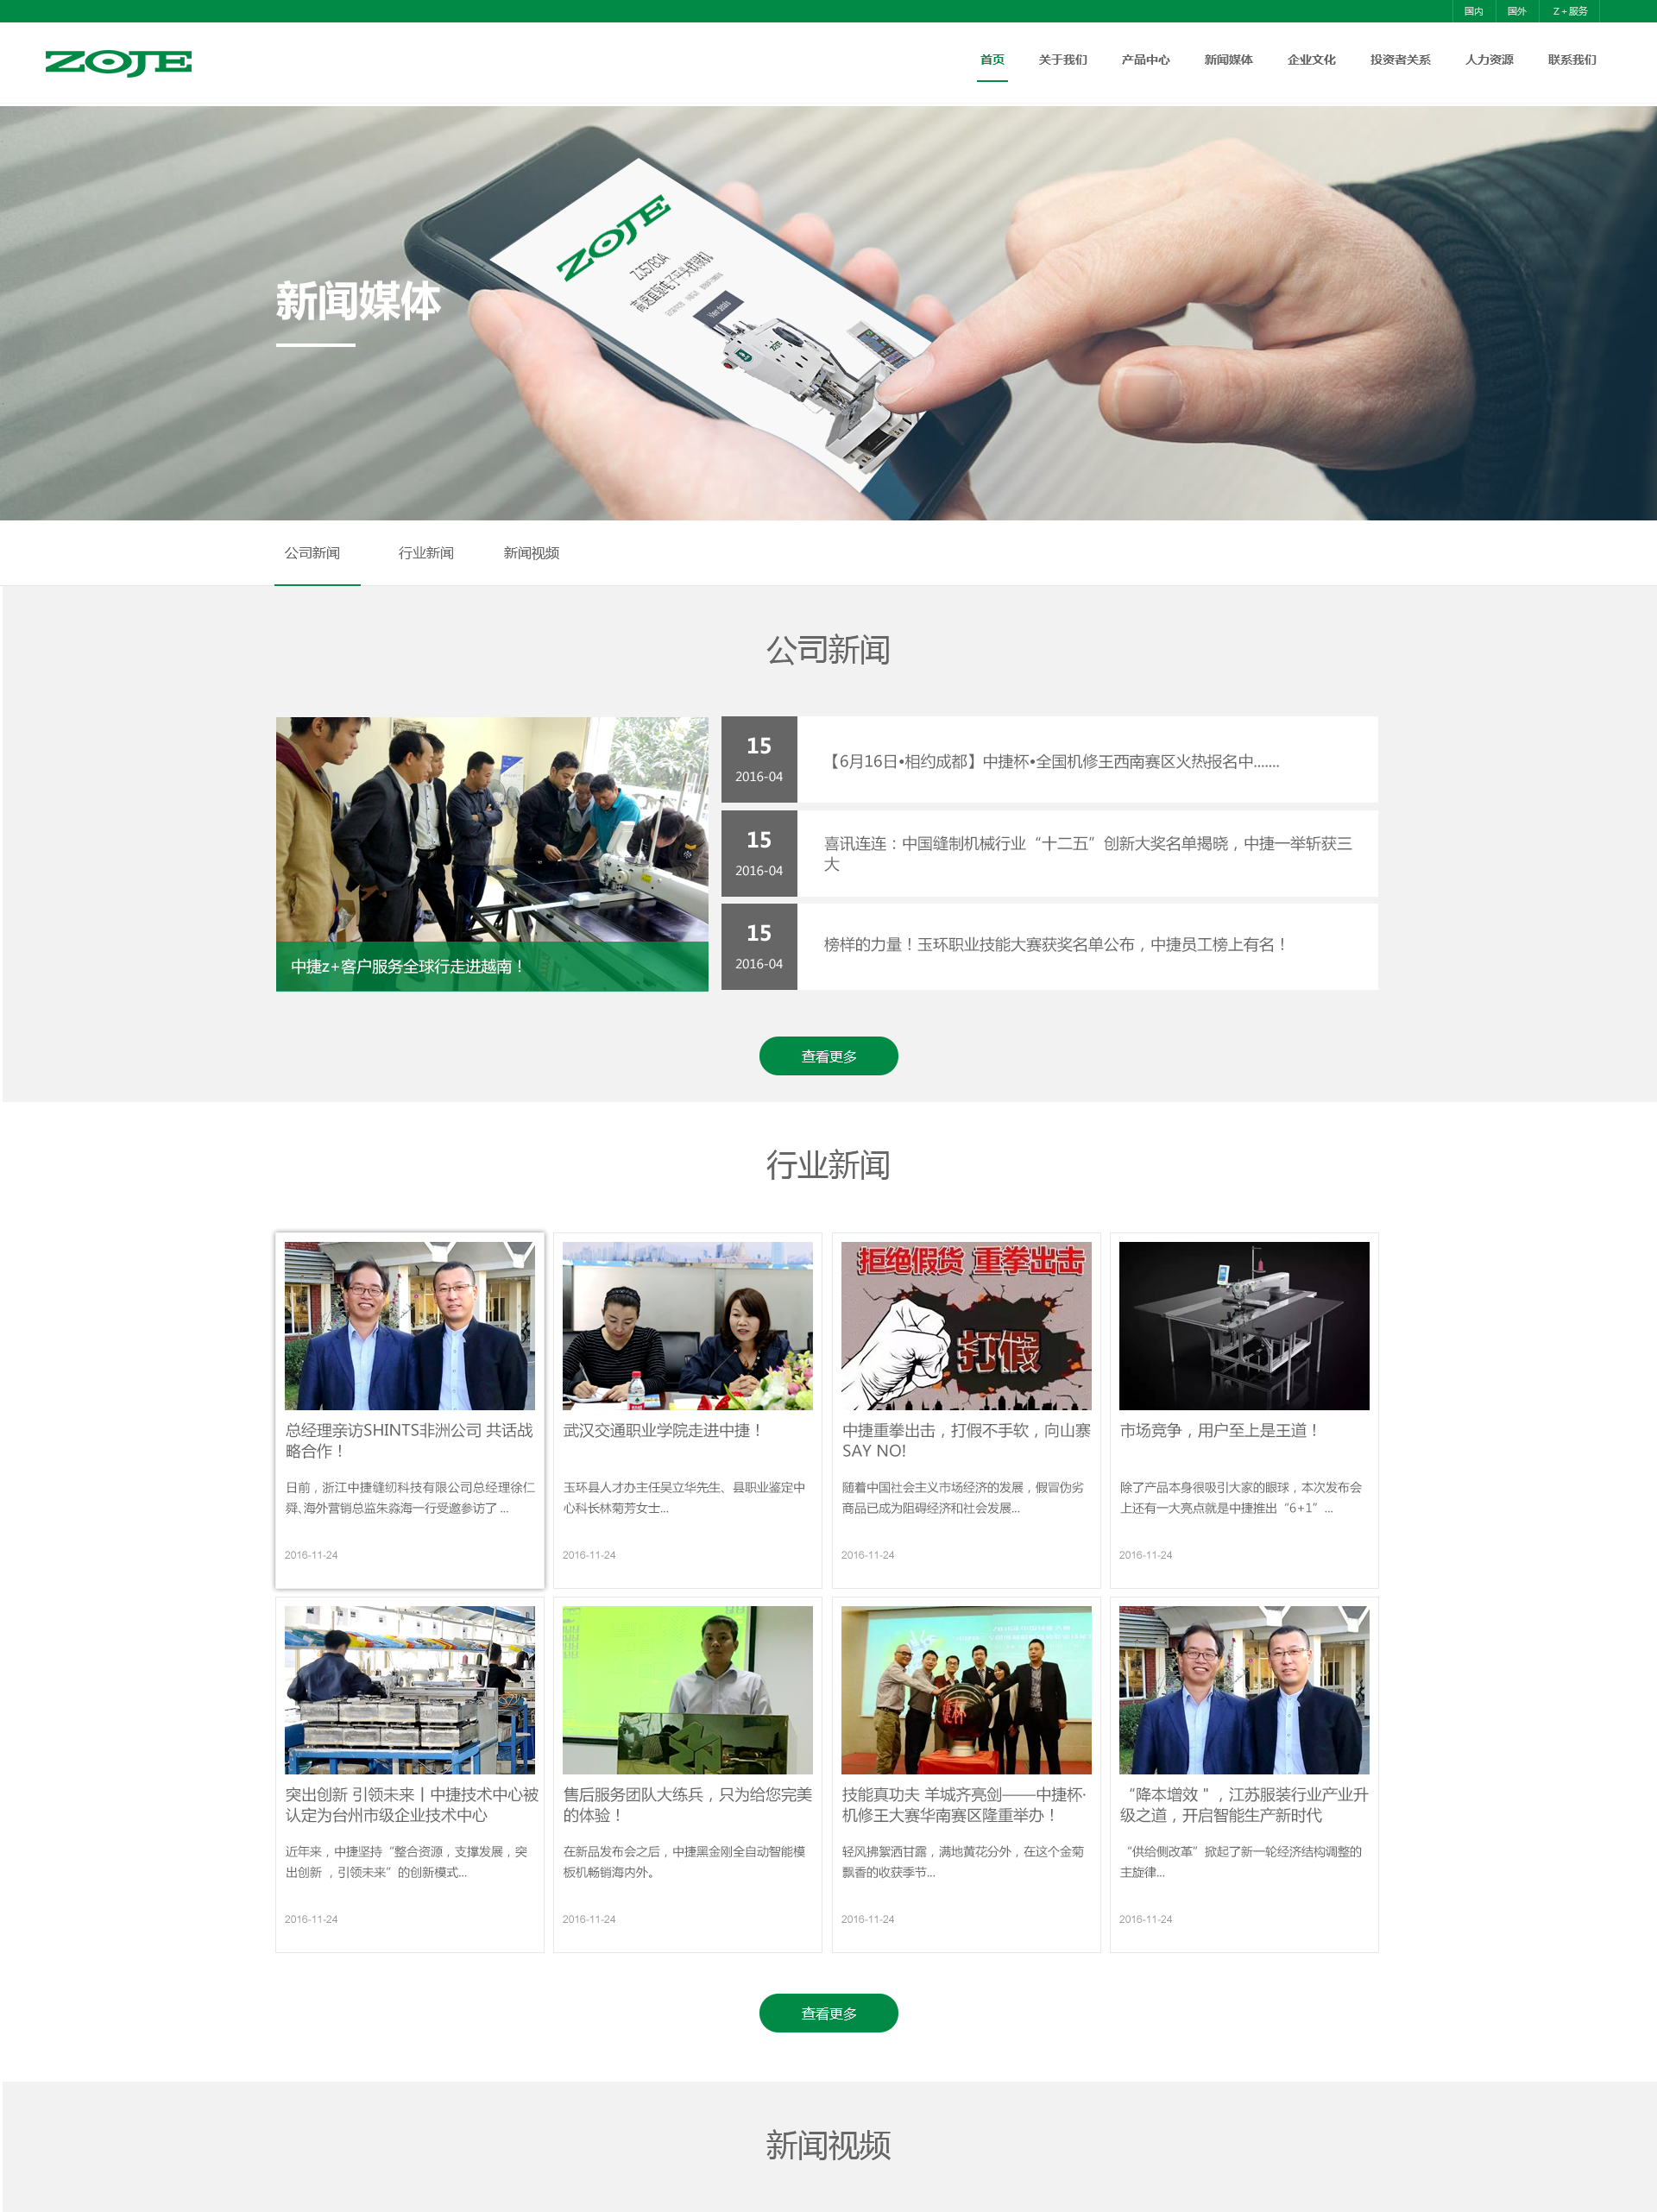 国内 国外 Z+服务
ZOJE
首页 关于我们 产品中心 新闻媒体 企业文化 投资者关系 人力资源 联系我们
ZOJE
ZJ5780A
View details
ZOJE
新闻媒体
公司新闻 行业新闻 新闻视频
公司新闻
15
2016-04
【6月16日•相约成都】中捷杯•全国机修王西南赛区火热报名中.......
15
2016-04
喜讯连连：中国缝制机械行业“十二五”创新大奖名单揭晓，中捷一举斩获三
大
15
2016-04
榜样的力量！玉环职业技能大赛获奖名单公布，中捷员工榜上有名！
中捷z+客户服务全球行走进越南！
查看更多
行业新闻
拒绝假货 重拳出击
打假
总经理亲访SHINTS非洲公司 共话战
略合作！
日前，浙江中捷缝纫科技有限公司总经理徐仁
舜､海外营销总监朱淼海一行受邀参访了 ...
2016-11-24
武汉交通职业学院走进中捷！
玉环县人才办主任吴立华先生、县职业鉴定中
心科长林菊芳女士...
2016-11-24
中捷重拳出击，打假不手软，向山寨
SAY NO!
随着中国社会主义市场经济的发展，假冒伪劣
商品已成为阻碍经济和社会发展...
2016-11-24
市场竞争，用户至上是王道！
除了产品本身很吸引大家的眼球，本次发布会
上还有一大亮点就是中捷推出“6+1”...
2016-11-24
突出创新 引领未来丨中捷技术中心被
认定为台州市级企业技术中心
近年来，中捷坚持“整合资源，支撑发展，突
出创新 ，引领未来”的创新模式...
2016-11-24
售后服务团队大练兵，只为给您完美
的体验！
在新品发布会之后，中捷黑金刚全自动智能模
板机畅销海内外。
2016-11-24
技能真功夫 羊城齐亮剑——中捷杯·
机修王大赛华南赛区隆重举办！
轻风拂絮洒甘露，满地黄花分外，在这个金菊
飘香的收获季节...
2016-11-24
“降本增效＂，江苏服装行业产业升
级之道，开启智能生产新时代
“供给侧改革”掀起了新一轮经济结构调整的
主旋律...
2016-11-24
查看更多
新闻视频